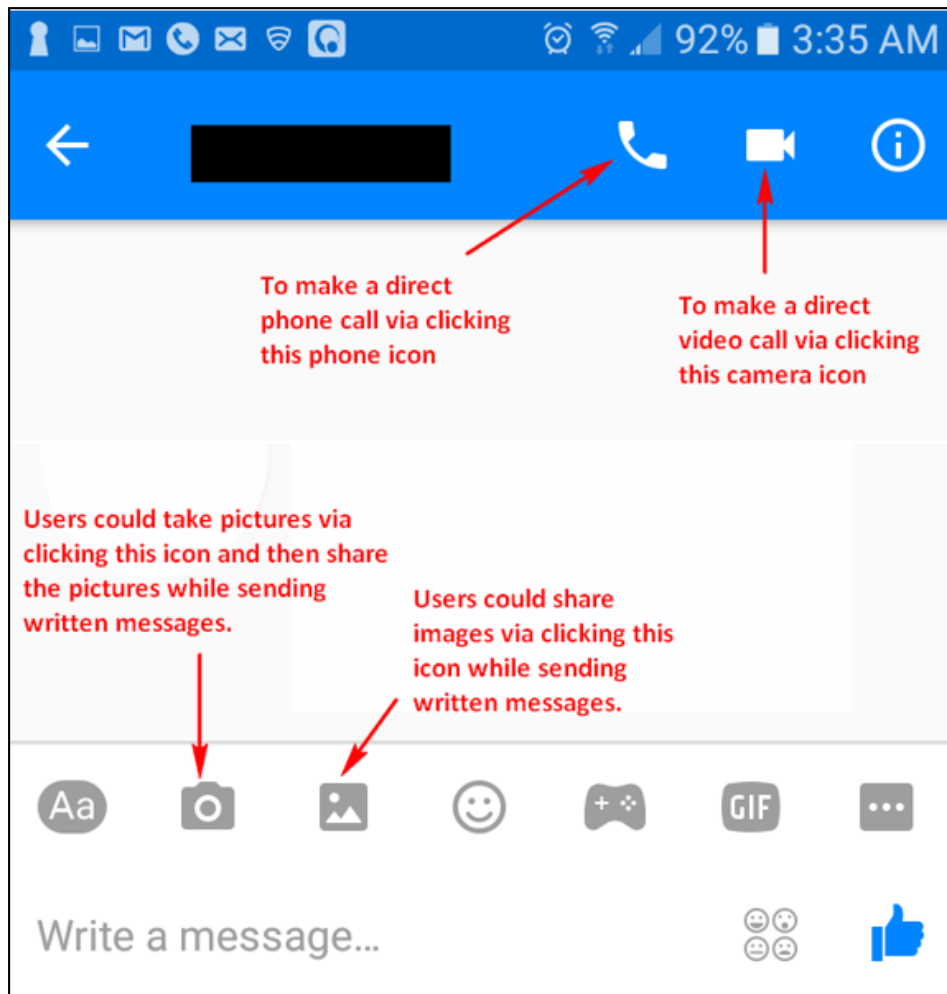 92% 3:35 AM
To make a direct
phone call via clicking
this phone icon
To make a direct
video call via clicking
this camera icon
Users could take pictures via
clicking this icon and then share
the pictures while sending
written messages.
Users could share
images via clicking this
icon while sending
written messages.
Aa
GIF
Write a message...